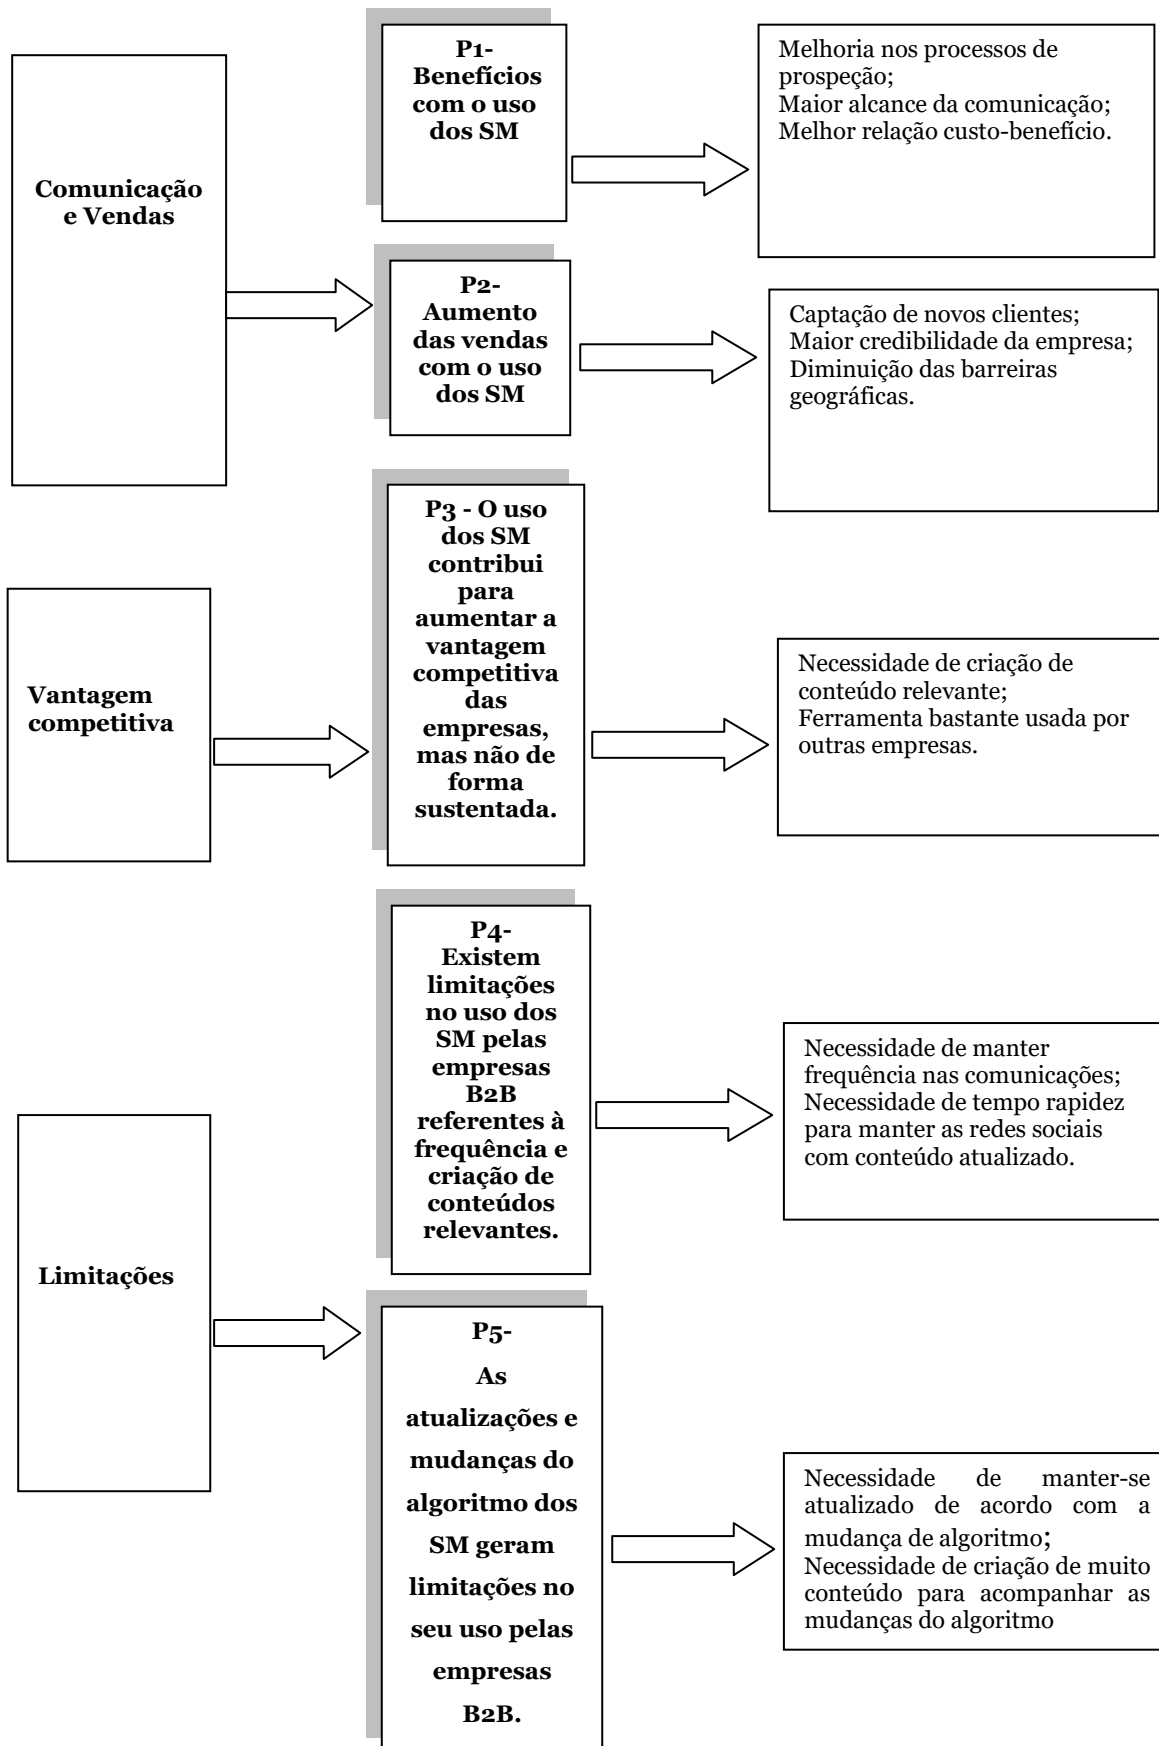 Comunicação
e Vendas
P1-
Benefícios
com o uso
dos SM
Melhoria nos processos de
prospeção;
Maior alcance da comunicação;
Melhor relação custo-benefício.
P2-
Aumento
das vendas
com o uso
dos SM
Captação de novos clientes;
Maior credibilidade da empresa;
Diminuição das barreiras
geográficas.
Vantagem
competitiva
P3 - O uso
dos SM
contribui
para
aumentar a
vantagem
competitiva
das
empresas,
mas não de
forma
sustentada.
Necessidade de criação de
conteúdo relevante;
Ferramenta bastante usada por
outras empresas.
Limitações
P4-
Existem
limitações
no uso dos
SM pelas
empresas
B2B
referentes à
frequência e
criação de
conteúdos
relevantes.
Necessidade de manter
frequência nas comunicações;
Necessidade de tempo rapidez
para manter as redes sociais
com conteúdo atualizado.
P5-
As
atualizações e
mudanças do
algoritmo dos
SM geram
limitações no
seu uso pelas
empresas
B2B.
Necessidade de manter-se
atualizado de acordo com a
mudança de algoritmo;
Necessidade de criação de muito
conteúdo para acompanhar as
mudanças do algoritmo